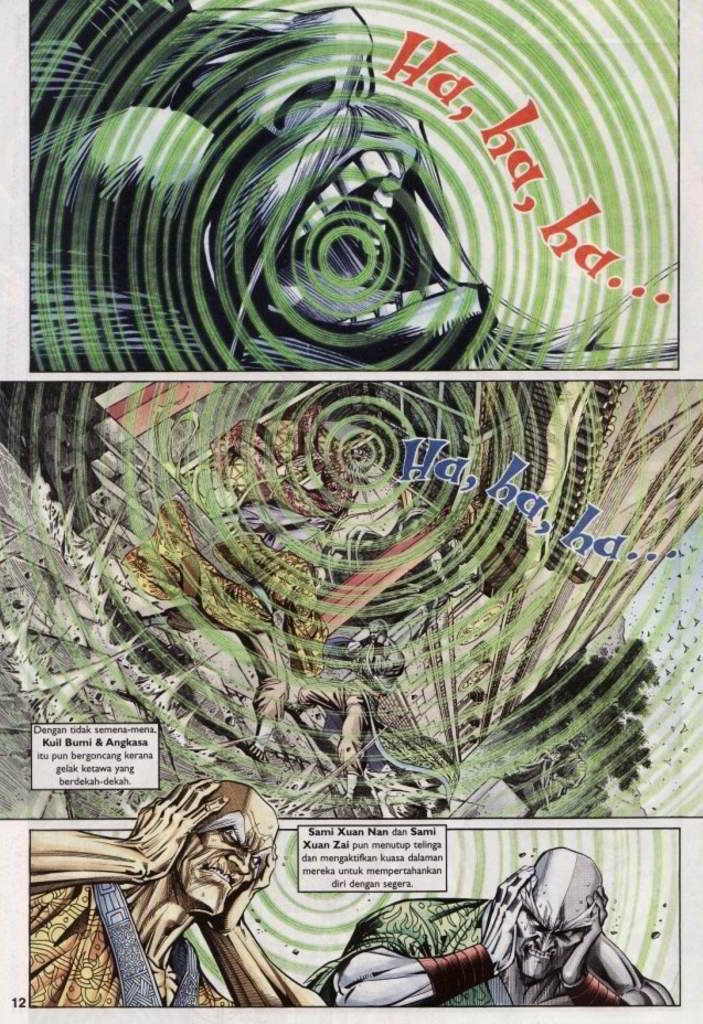 Ha, ha, ha...
Ha, ha, ha...
Dengan tidak semena-mena,
Kuil Bumi & Angkasa
itu pun bergoncang kerana
gelak ketawa yang
berdekah-dekah.
Sami Xuan Nan dan Sami
Xuan Zai pun menutup telinga
dan mengaktifkan kuasa dalaman
mereka untuk mempertahankan
diri dengan segera.
12